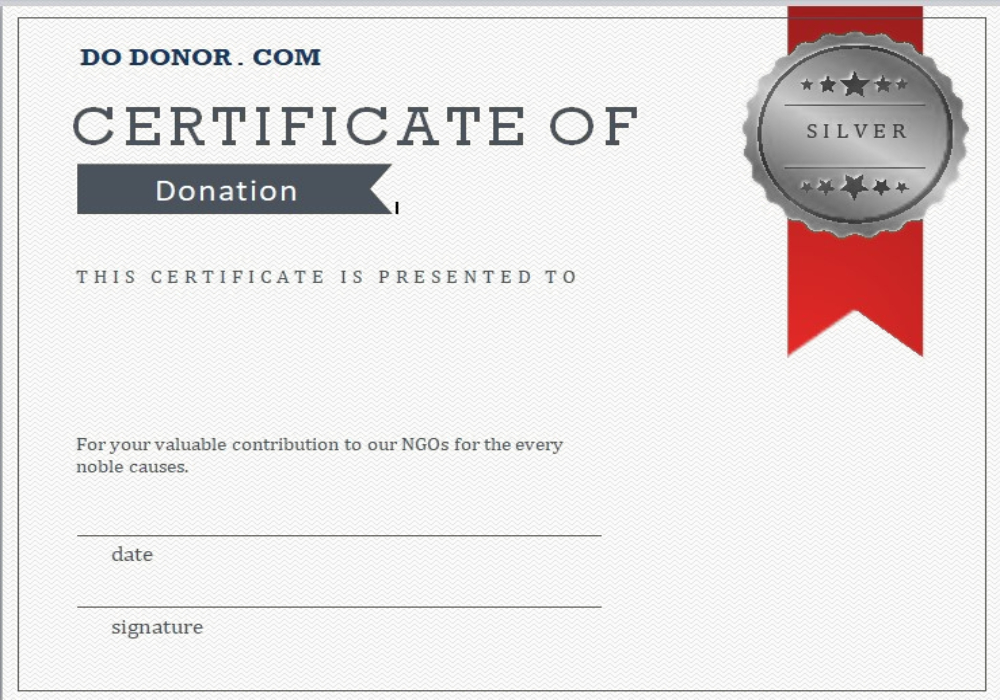 DO DONOR . COM
CERTIFICATE OF
Donation
THIS CERTIFICATE IS PRESENTED TO
For your valuable contribution to our NGOs for the every
noble causes.
date
signature
SILVER